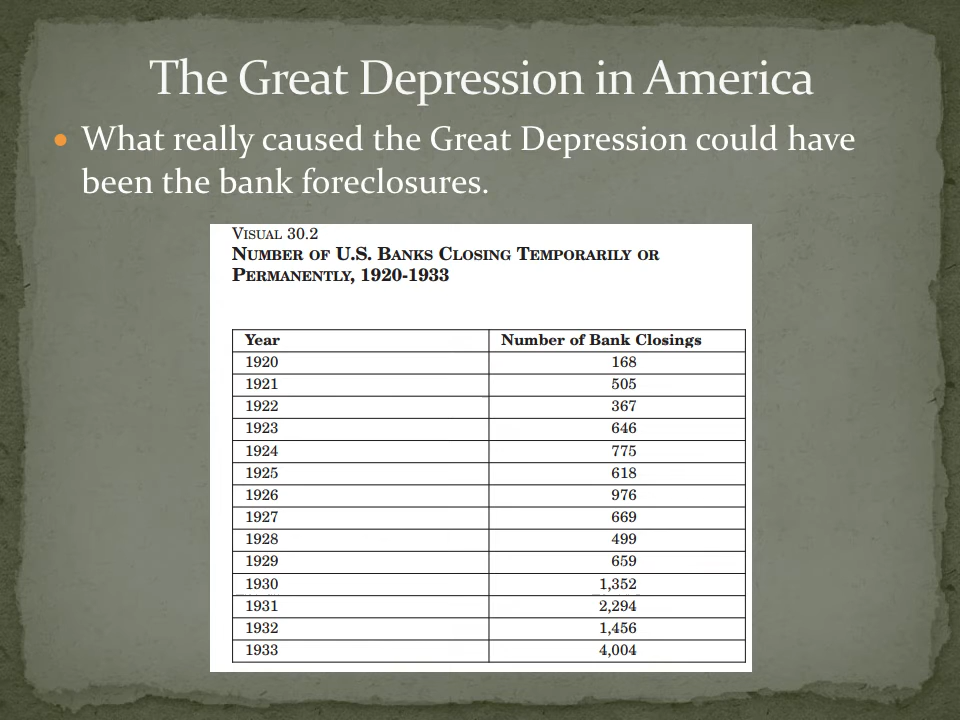 The Great Depression in America
• What really caused the Great Depression could have
been the bank foreclosures.
VISUAL 30.2
NUMBER OF U.S. BANKS CLOSING TEMPORARILY OR
PERMANENTLY, 1920-1933
Year Number of Bank Closings
1920 168
1921 505
1922 367
1923 646
1924 775
1925 618
1926 976
1927 669
1928 499
1929 659
1930 1,352
1931 2,294
1932 1,456
1933 4,004